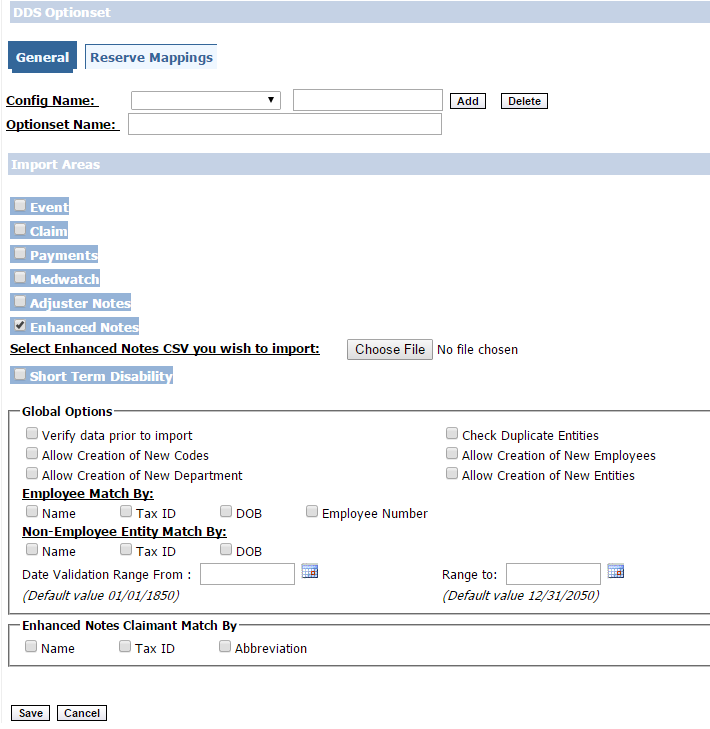 DDS Optionset
General Reserve Mappings
Config Name: Add Delete
Optionset Name:
Import Areas
Event
Claim
Payments
Medwatch
Adjuster Notes
Enhanced Notes
Select Enhanced Notes CSV you wish to import: Choose File No file chosen
Short Term Disability
Global Options
Verify data prior to import Check Duplicate Entities
Allow Creation of New Codes Allow Creation of New Employees
Allow Creation of New Department Allow Creation of New Entities
Employee Match By:
Name Tax ID DOB Employee Number
Non-Employee Entity Match By:
Name Tax ID DOB
Date Validation Range From : Range to:
(Default value 01/01/1850) (Default value 12/31/2050)
Enhanced Notes Claimant Match By
Name Tax ID Abbreviation
Save Cancel